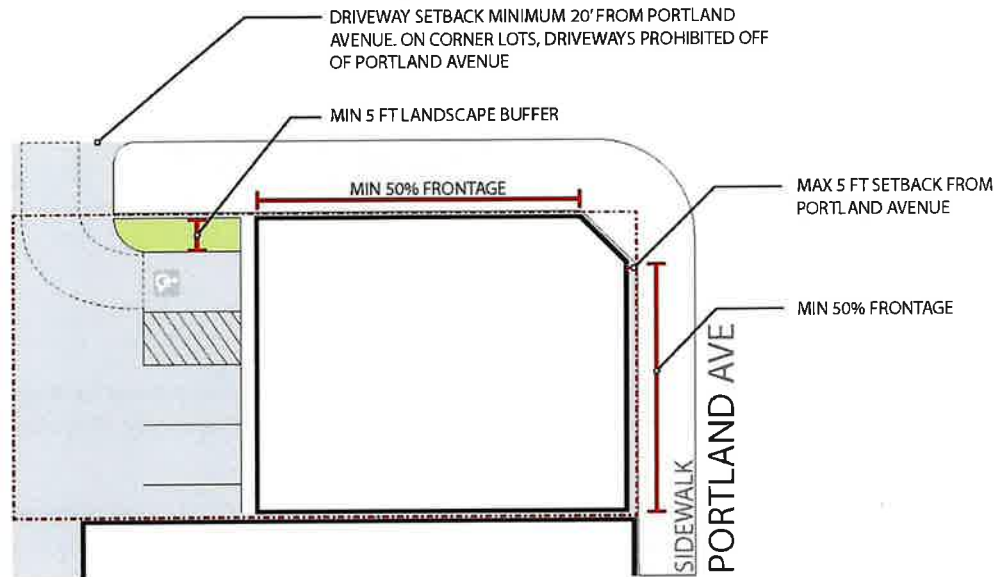 DRIVEWAY SETBACK MINIMUM 20' FROM PORTLAND
AVENUE. ON CORNER LOTS, DRIVEWAYS PROHIBITED OFF
OF PORTLAND AVENUE
MIN 5 FT LANDSCAPE BUFFER
MIN 50% FRONTAGE
MAX 5 FT SETBACK FROM
PORTLAND AVENUE
MIN 50% FRONTAGE
SIDEWALK
PORTLAND AVE